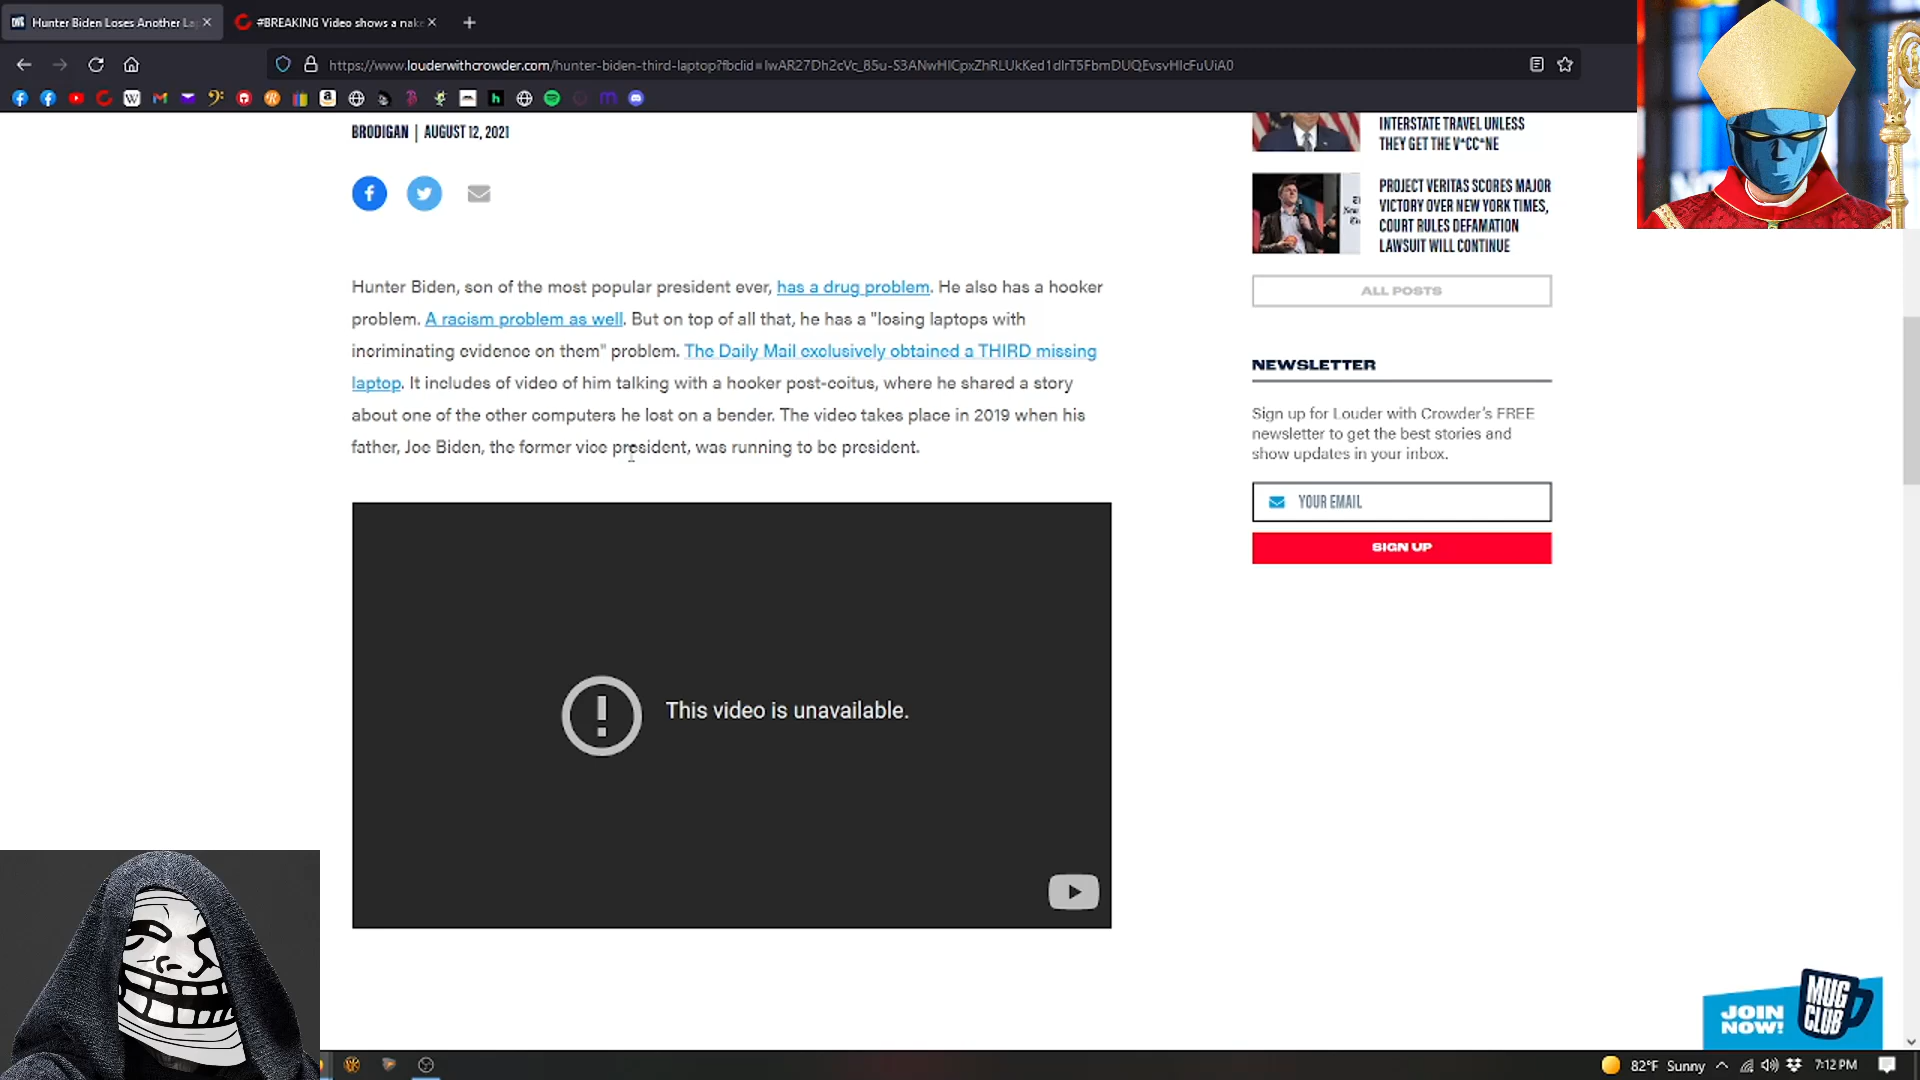 Hunter Biden Loses Another La
#BREAKING Video shows a nak
https://www.louderwithcrowder.com/hunter-biden-third-laptop?fbclid=IwAR27Dh2cVc_85u-S3ANwHlCpxZhRLUkKed1dlrT5FbmDUQEvsvHlcFuUiA0
BRODIGAN | AUGUST 12, 2021
INTERSTATE TRAVEL UNLESS
THEY GET THE V*CC*NE
PROJECT VERITAS SCORES MAJOR
VICTORY OVER NEW YORK TIMES,
COURT RULES DEFAMATION
LAWSUIT WILL CONTINUE
ALL POSTS
Hunter Biden, son of the most popular president ever, has a drug problem. He also has a hooker
problem. A racism problem as well. But on top of all that, he has a "losing laptops with
incriminating evidence on them" problem. The Daily Mail exclusively obtained a THIRD missing
laptop. It includes of video of him talking with a hooker post-coitus, where he shared a story
about one of the other computers he lost on a bender. The video takes place in 2019 when his
father, Joe Biden, the former vice president, was running to be president.
NEWSLETTER
Sign up for Louder with Crowder's FREE
newsletter to get the best stories and
show updates in your inbox.
YOUR EMAIL
SIGN UP
This video is unavailable.
JOIN
NOW!
MUG
CLUB
82°F Sunny
7:12 PM